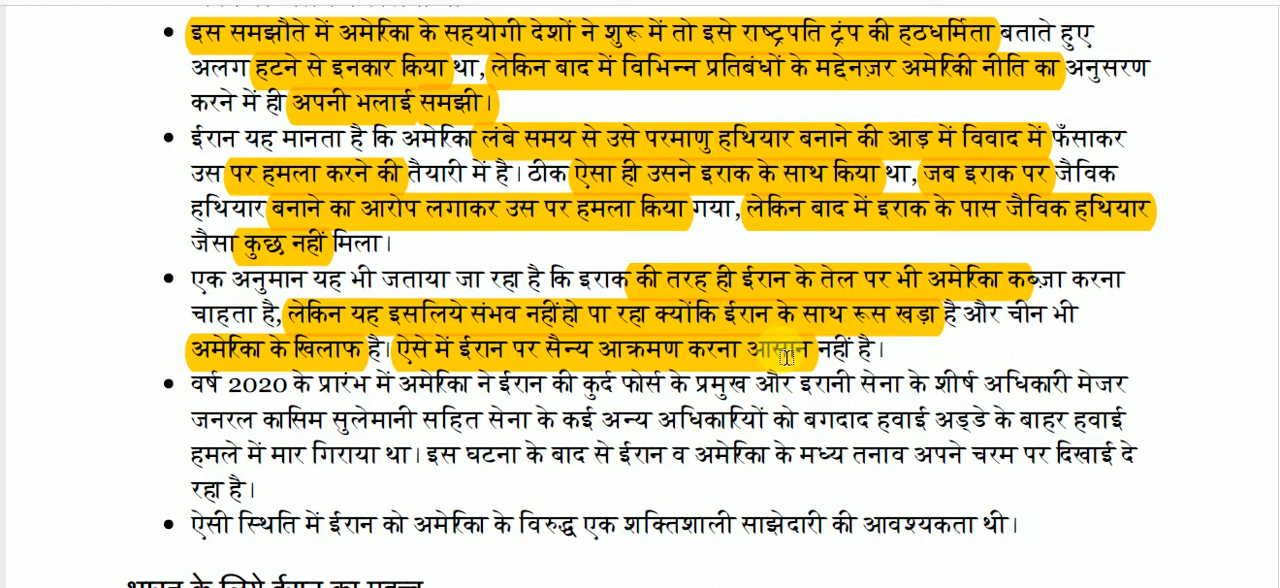 इस समझौते में अमेरिका के सहयोगी देशों ने शुरू में तो इसे राष्ट्रपति ट्रंप की हठधर्मिता बताते हुए
अलग हटने से इनकार किया था, लेकिन बाद में विभिन्न प्रतिबंधों के मद्देनज़र अमेरिकी नीति का अनुसरण
करने में ही अपनी भलाई समझी।
ईरान यह मानता है कि अमेरिका लंबे समय से उसे परमाणु हथियार बनाने की आड़ में विवाद में फँसाकर
उस पर हमला करने की तैयारी में है। ठीक ऐसा ही उसने इराक के साथ किया था, जब इराक पर जैविक
हथियार बनाने का आरोप लगाकर उस पर हमला किया गया, लेकिन बाद में इराक के पास जैविक हथियार
जैसा कुछ नहीं मिला।
एक अनुमान यह भी जताया जा रहा है कि इराक की तरह ही ईरान के तेल पर भी अमेरिका कब्ज़ा करना
चाहता है, लेकिन यह इसलिये संभव नहीं हो पा रहा क्योंकि ईरान के साथ रूस खड़ा है और चीन भी
अमेरिका के खिलाफ है। ऐसे में ईरान पर सैन्य आक्रमण करना आसान नहीं है।
वर्ष 2020 के प्रारंभ में अमेरिका ने ईरान की कुर्द फोर्स के प्रमुख और इरानी सेना के शीर्ष अधिकारी मेजर
जनरल कासिम सुलेमानी सहित सेना के कई अन्य अधिकारियों को बगदाद हवाई अड्डे के बाहर हवाई
हमले में मार गिराया था। इस घटना के बाद से ईरान व अमेरिका के मध्य तनाव अपने चरम पर दिखाई दे
रहा है।
ऐसी स्थिति में ईरान को अमेरिका के विरुद्ध एक शक्तिशाली साझेदारी की आवश्यकता थी।
भारत के लिये ईरान का महत्त्व